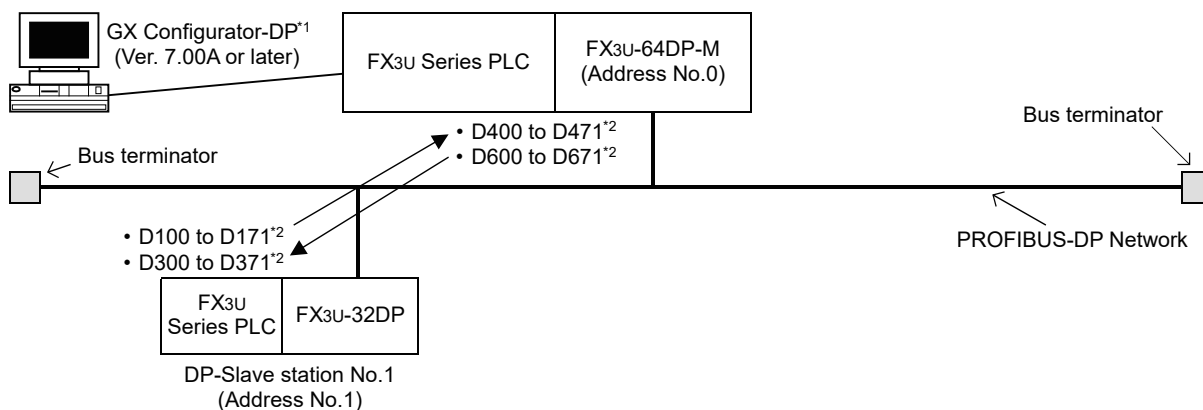 GX Configurator-DP*1
(Ver. 7.00A or later)
FX3U Series PLC
FX3U-64DP-M
(Address No.0)
Bus terminator
• D400 to D471*2
• D600 to D671*2
Bus terminator
• D100 to D171*2
• D300 to D371*2
PROFIBUS-DP Network
FX3U
Series PLC
FX3U-32DP
DP-Slave station No.1
(Address No.1)